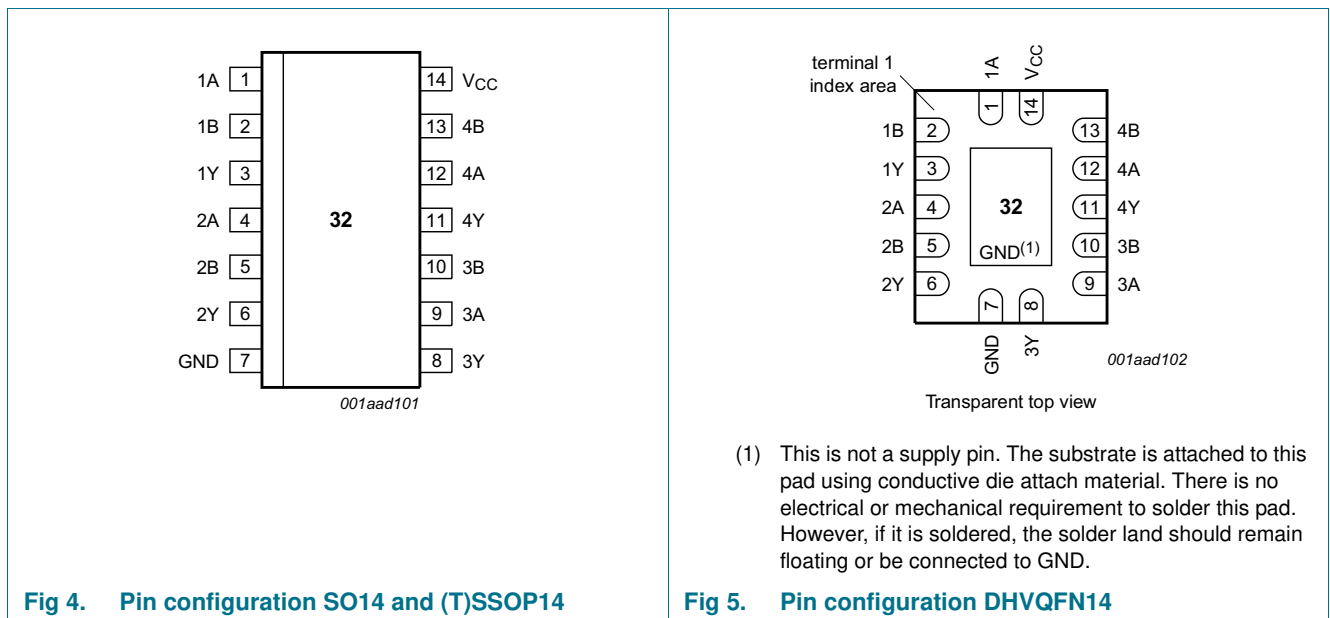 1A 1 14 VCC
1B 2 13 4B
1Y 3 12 4A
2A 4 32 11 4Y
2B 5 10 3B
2Y 6 9 3A
GND 7 8 3Y
001aad101
Fig 4. Pin configuration SO14 and (T)SSOP14
terminal 1
index area
1A VCC
1 14
1B 2 13 4B
1Y 3 12 4A
2A 4 32 11 4Y
2B 5 GND(1) 10 3B
2Y 6 9 3A
7 8
GND 3Y
001aad102
Transparent top view
(1) This is not a supply pin. The substrate is attached to this
pad using conductive die attach material. There is no
electrical or mechanical requirement to solder this pad.
However, if it is soldered, the solder land should remain
floating or be connected to GND.
Fig 5. Pin configuration DHVQFN14